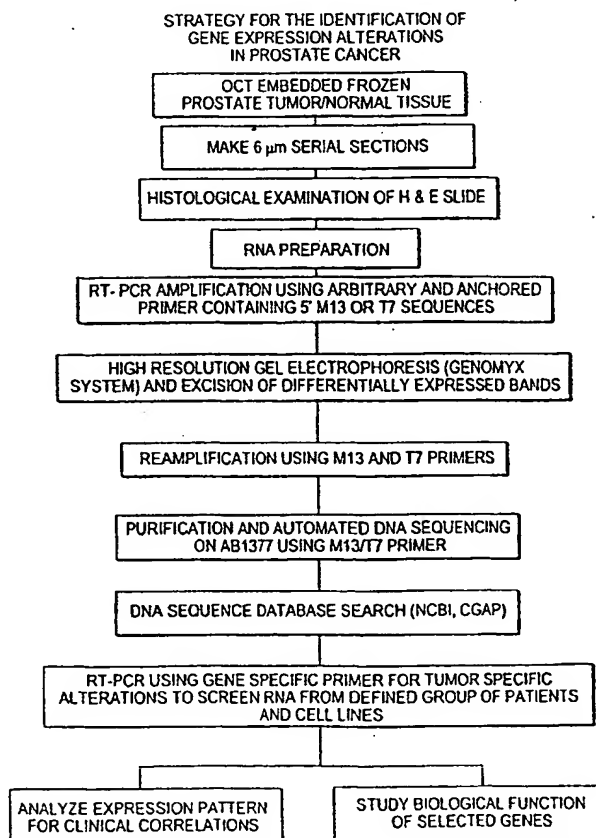 STRATEGY FOR THE IDENTIFICATION OF
GENE EXPRESSION ALTERATIONS
IN PROSTATE CANCER
OCT EMBEDDED FROZEN
PROSTATE TUMOR/NORMAL TISSUE
MAKE 6 µm SERIAL SECTIONS
HISTOLOGICAL EXAMINATION OF H & E SLIDE
RNA PREPARATION
RT- PCR AMPLIFICATION USING ARBITRARY AND ANCHORED
PRIMER CONTAINING 5' M13 OR T7 SEQUENCES
HIGH RESOLUTION GEL ELECTROPHORESIS (GENOMYX
SYSTEM) AND EXCISION OF DIFFERENTIALLY EXPRESSED BANDS
REAMPLIFICATION USING M13 AND T7 PRIMERS
PURIFICATION AND AUTOMATED DNA SEQUENCING
ON AB1377 USING M13/T7 PRIMER
DNA SEQUENCE DATABASE SEARCH (NCBI, CGAP)
RT-PCR USING GENE SPECIFIC PRIMER FOR TUMOR SPECIFIC
ALTERATIONS TO SCREEN RNA FROM DEFINED GROUP OF PATIENTS
AND CELL LINES
ANALYZE EXPRESSION PATTERN
FOR CLINICAL CORRELATIONS
STUDY BIOLOGICAL FUNCTION
OF SELECTED GENES